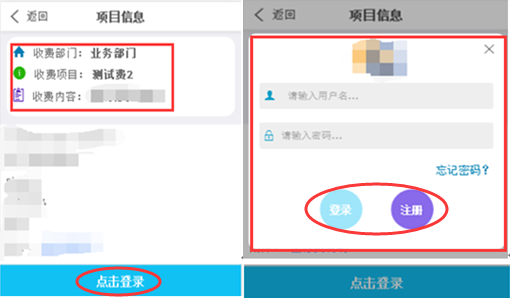 返回 项目信息
收费部门：业务部门
收费项目：测试费2
收费内容：
点击登录
返回 项目信息
请输入用户名...
请输入密码...
忘记密码？
登录 注册
点击登录